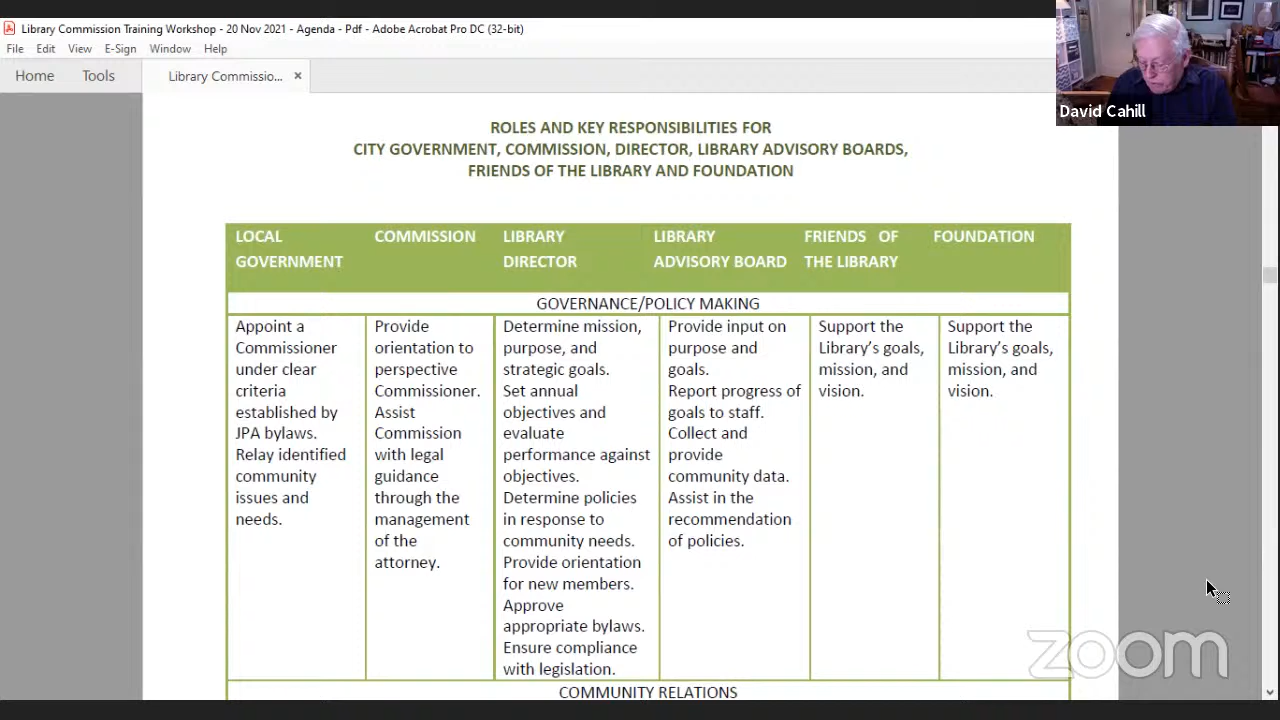 Library Commission Training Workshop - 20 Nov 2021 - Agenda - Pdf - Adobe Acrobat Pro DC (32-bit)
File Edit View E-Sign Window Help
Home Tools Library Commissio... ×
David Cahill
ROLES AND KEY RESPONSIBILITIES FOR
CITY GOVERNMENT, COMMISSION, DIRECTOR, LIBRARY ADVISORY BOARDS,
FRIENDS OF THE LIBRARY AND FOUNDATION
LOCAL
GOVERNMENT
COMMISSION
LIBRARY
DIRECTOR
LIBRARY
ADVISORY BOARD
FRIENDS OF
THE LIBRARY
FOUNDATION
GOVERNANCE/POLICY MAKING
Appoint a
Commissioner
under clear
criteria
established by
JPA bylaws.
Relay identified
community
issues and
needs.
Provide
orientation to
perspective
Commissioner.
Assist
Commission
with legal
guidance
through the
management
of the
attorney.
Determine mission,
purpose, and
strategic goals.
Set annual
objectives and
evaluate
performance against
objectives.
Determine policies
in response to
community needs.
Provide orientation
for new members.
Approve
appropriate bylaws.
Ensure compliance
with legislation.
Provide input on
purpose and
goals.
Report progress of
goals to staff.
Collect and
provide
community data.
Assist in the
recommendation
of policies.
Support the
Library’s goals,
mission, and
vision.
Support the
Library’s goals,
mission, and
vision.
COMMUNITY RELATIONS
zoom